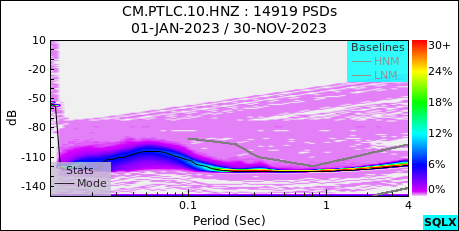 CM.PTLC.10.HNZ : 14919 PSDs
01-JAN-2023 / 30-NOV-2023
10
-20
-50
-80
-110
-140
dB
Baselines
HNM
LNM
Stats
Mode
0.1
1
4
Period (Sec)
30+
24%
18%
12%
6%
0%
SQLX